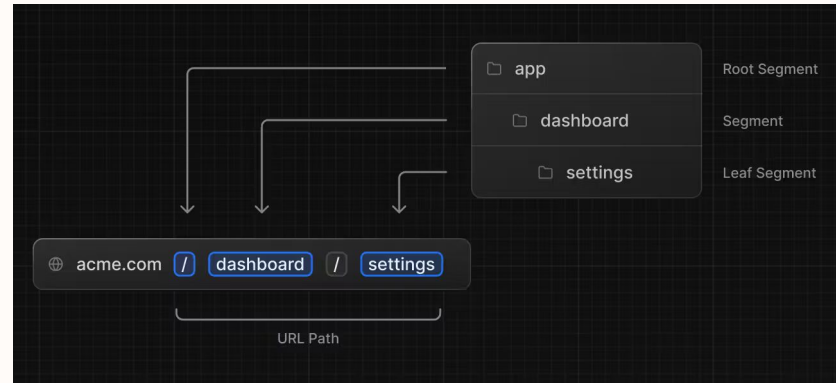 app
Root Segment
dashboard
Segment
settings
Leaf Segment
acme.com / dashboard / settings
URL Path